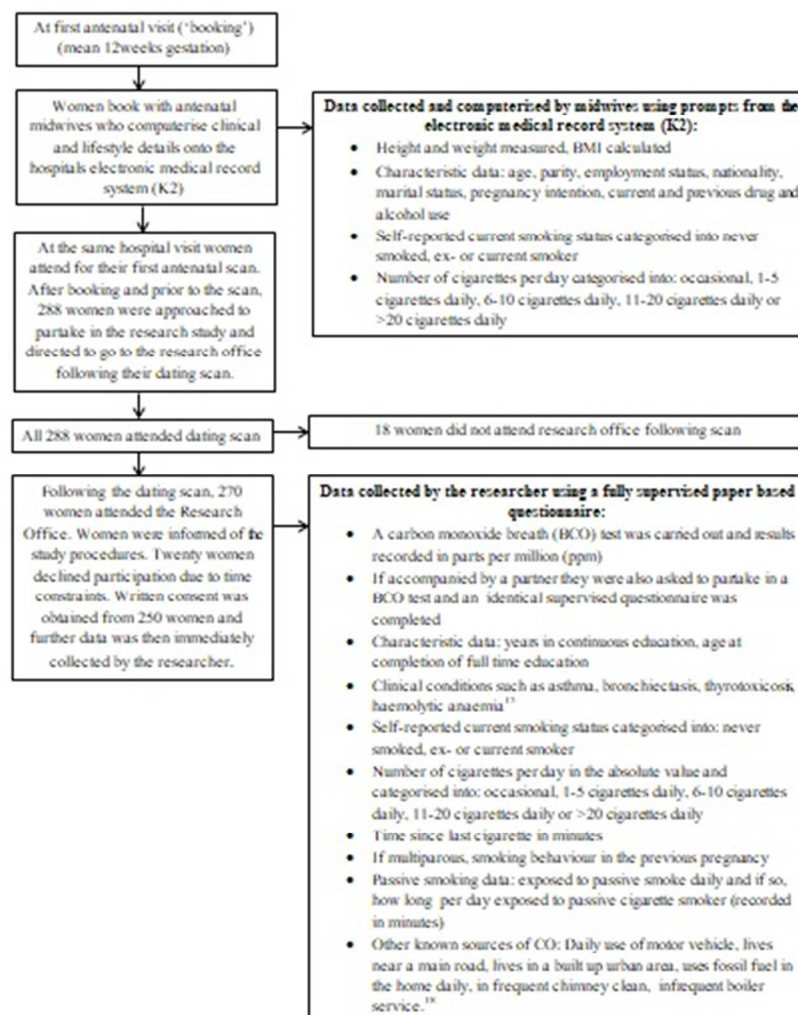 At first antenatal visit ('booking')
(mean 12weeks gestation)
Women book with antenatal
midwives who computerise clinical
and lifestyle details onto the
hospitals electronic medical record
system (K2)
Data collected and computerised by midwives using prompts from the
electronic medical record system (K2):
• Height and weight measured, BMI calculated
• Characteristic data: age, parity, employment status, nationality,
marital status, pregnancy intention, current and previous drug and
alcohol use
• Self-reported current smoking status categorised into never
smoked, ex- or current smoker
• Number of cigarettes per day categorised into: occasional, 1-5
cigarettes daily, 6-10 cigarettes daily, 11-20 cigarettes daily or
>20 cigarettes daily
At the same hospital visit women
attend for their first antenatal scan.
After booking and prior to the scan,
288 women were approached to
partake in the research study and
directed to go to the research office
following their dating scan.
All 288 women attended dating scan
18 women did not attend research office following scan
Following the dating scan, 270
women attended the Research
Office. Women were informed of the
study procedures. Twenty women
declined participation due to time
constraints. Written consent was
obtained from 250 women and
further data was then immediately
collected by the researcher.
Data collected by the researcher using a fully supervised paper based
questionnaire:
• A carbon monoxide breath (BCO) test was carried out and results
recorded in parts per million (ppm)
• If accompanied by a partner they were also asked to partake in a
BCO test and an identical supervised questionnaire was
completed
• Characteristic data: years in continuous education, age at
completion of full time education
• Clinical conditions such as asthma, bronchiectasis, thyrotoxicosis,
haemolytic anaemia
• Self-reported current smoking status categorised into: never
smoked, ex- or current smoker
• Number of cigarettes per day in the absolute value and
categorised into: occasional, 1-5 cigarettes daily, 6-10 cigarettes
daily, 11-20 cigarettes daily or >20 cigarettes daily
• Time since last cigarette in minutes
• If multiparous, smoking behaviour in the previous pregnancy
• Passive smoking data: exposed to passive smoke daily and if so,
how long per day exposed to passive cigarette smoker (recorded
in minutes)
• Other known sources of CO: Daily use of motor vehicle, lives
near a main road, lives in a built up urban area, uses fossil fuel in
the home daily, in frequent chimney clean, infrequent boiler
service.